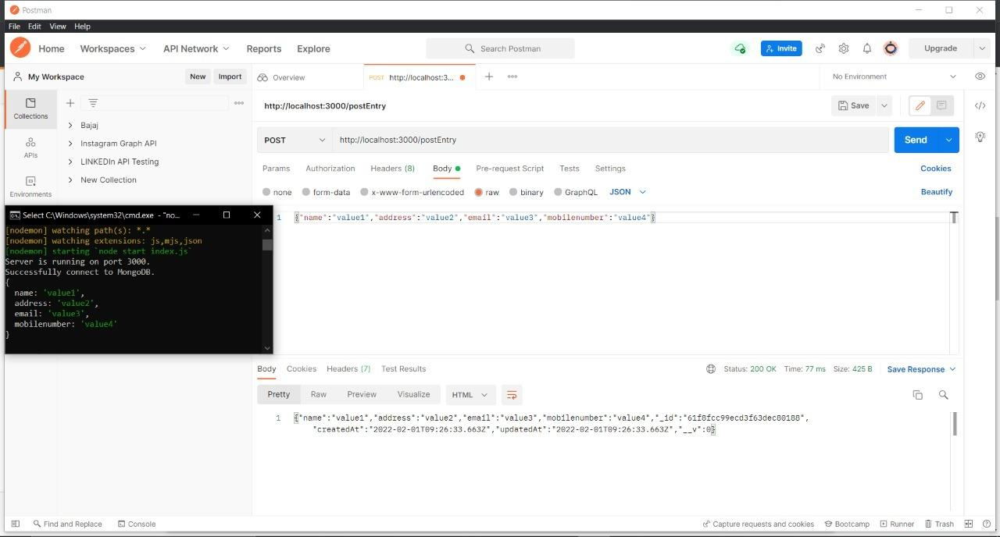 Postman
File Edit View Help
Home Workspaces API Network Reports Explore Search Postman Invite Upgrade
My Workspace New Import Overview POST http://localhost:3... No Environment
Collections
APIs
Environments
Bajaj
Instagram Graph API
LINKEDIn API Testing
New Collection
http://localhost:3000/postEntry Save
POST http://localhost:3000/postEntry Send
Params Authorization Headers (8) Body Pre-request Script Tests Settings Cookies
none form-data x-www-form-urlencoded raw binary GraphQL JSON Beautify
1 {"name":"value1","address":"value2","email":"value3","mobilenumber":"value4"}
Select C:\Windows\system32\cmd.exe - "no...
[nodemon] watching path(s): *.*
[nodemon] watching extensions: js,mjs,json
[nodemon] starting `node start index.js`
Server is running on port 3000.
Successfully connect to MongoDB.
{
name: 'value1',
address: 'value2',
email: 'value3',
mobilenumber: 'value4'
}
Body Cookies Headers (7) Test Results Status: 200 OK Time: 77 ms Size: 425 B Save Response
Pretty Raw Preview Visualize HTML
1 {"name":"value1","address":"value2","email":"value3","mobilenumber":"value4","_id":"61f8fcc99ecd3f63dec80188",
"createdAt":"2022-02-01T09:26:33.663Z","updatedAt":"2022-02-01T09:26:33.663Z","__v":0}
Find and Replace Console Capture requests and cookies Bootcamp Runner Trash